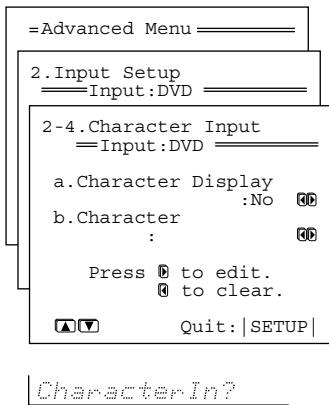 =Advanced Menu
2.Input Setup
Input:DVD
2-4.Character Input
Input:DVD
a.Character Display
:No
b.Character
:
Press to edit.
to clear.
Quit:|SETUP|
CharacterIn?